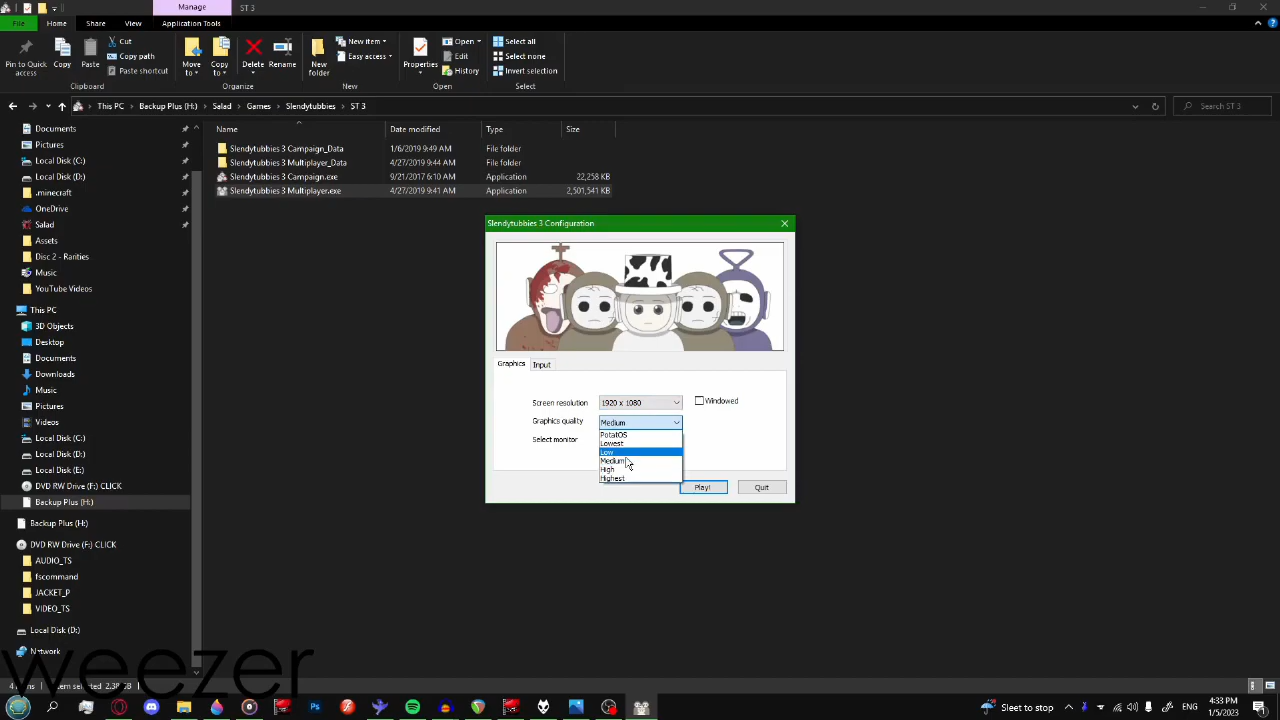 Manage
ST 3
File
Home
Share
View
Application Tools
Pin to Quick access
Copy
Paste
Cut
Copy path
Paste shortcut
Clipboard
Move to
Copy to
Delete
Rename
Organize
New folder
New item
Easy access
New
Properties
Open
Edit
History
Open
Select all
Select none
Invert selection
Select
This PC > Backup Plus (H:) > Salad > Games > Slendytubbies > ST 3
Search ST 3
Name
Date modified
Type
Size
Slendytubbies 3 Campaign_Data 1/6/2019 9:49 AM File folder
Slendytubbies 3 Multiplayer_Data 4/27/2019 9:44 AM File folder
Slendytubbies 3 Campaign.exe 9/21/2017 6:10 AM Application 22,258 KB
Slendytubbies 3 Multiplayer.exe 4/27/2019 9:41 AM Application 2,501,541 KB
Documents
Pictures
Local Disk (C:)
Local Disk (D:)
.minecraft
OneDrive
Salad
Assets
Disc 2 - Rarities
Music
YouTube Videos
This PC
3D Objects
Desktop
Documents
Downloads
Music
Pictures
Videos
Local Disk (C:)
Local Disk (D:)
Local Disk (E:)
DVD RW Drive (F:) CLICK
Backup Plus (H:)
Backup Plus (H:)
DVD RW Drive (F:) CLICK
AUDIO_TS
fscommand
JACKET_P
VIDEO_TS
Local Disk (D:)
Network
Slendytubbies 3 Configuration
Graphics
Input
Screen resolution
1920 x 1080
Windowed
Graphics quality
Medium
PotatOS
Lowest
Low
Medium
High
Highest
Select monitor
Play!
Quit
weezer
item selected 2.38 GB
Sleet to stop
ENG
4:33 PM
1/5/2023